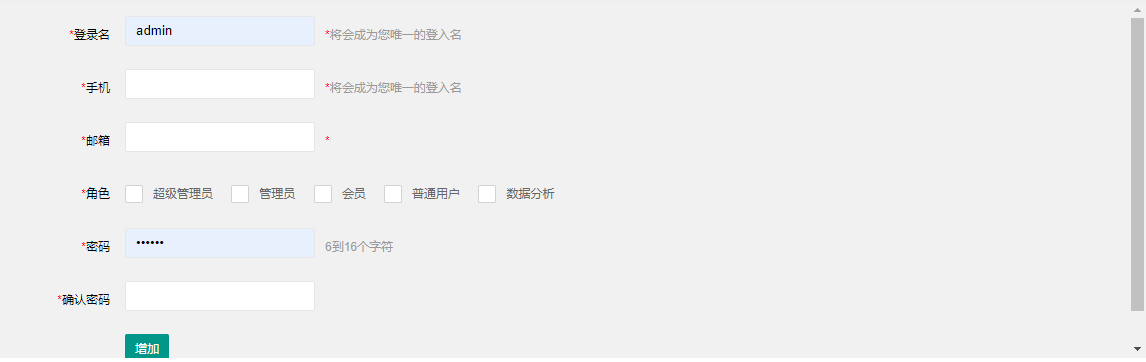 *登录名 admin *将会成为您唯一的登入名
*手机 *将会成为您唯一的登入名
*邮箱 *
*角色 超级管理员 管理员 会员 普通用户 数据分析
*密码 •••••• 6到16个字符
*确认密码
增加